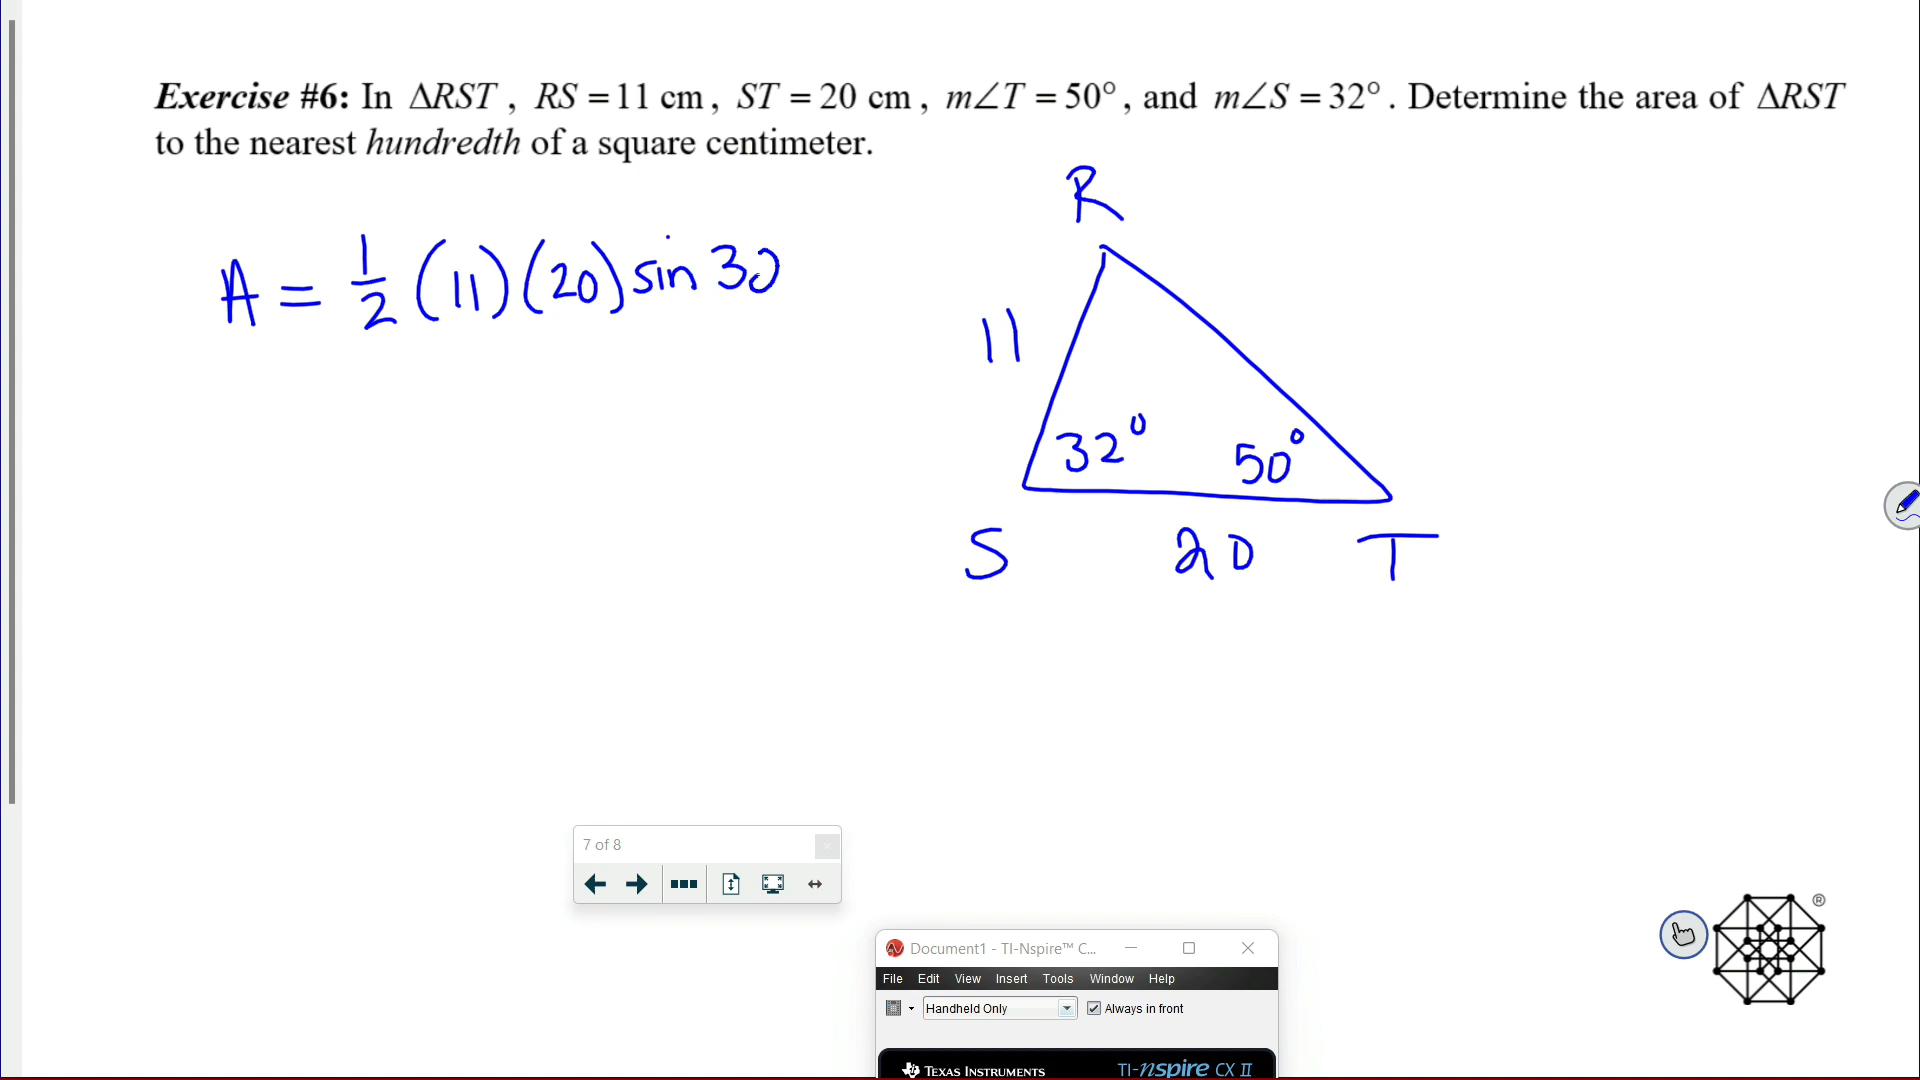 Exercise #6: In ΔRST , RS = 11 cm , ST = 20 cm , m∠T = 50° , and m∠S = 32° . Determine the area of ΔRST
to the nearest hundredth of a square centimeter.
R
A = 1/2 (11)(20) sin 30
11
32° 50°
S 20 T
7 of 8
®
Document1 - TI-Nspire™ C...
File Edit View Insert Tools Window Help
Handheld Only Always in front
TEXAS INSTRUMENTS TI-nspire CX II